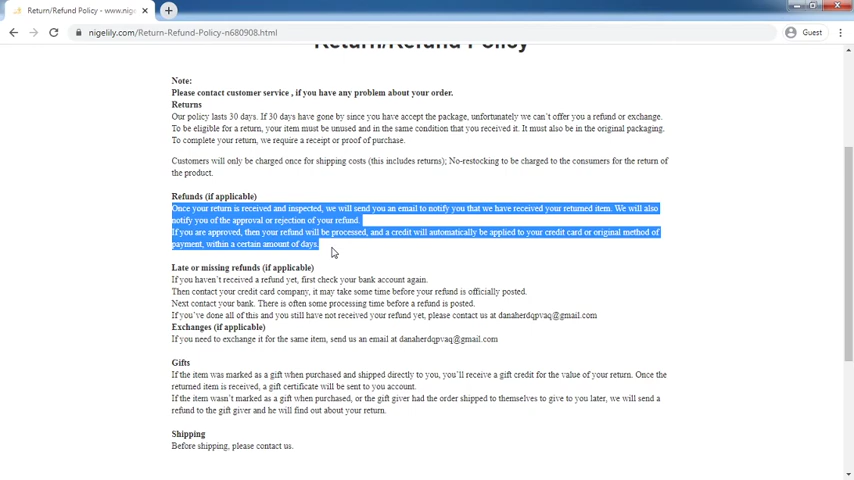 Return/Refund Policy - www.nig
nigelily.com/Return-Refund-Policy-n680908.html
Guest
Return/Refund Policy
Note:
Please contact customer service , if you have any problem about your order.
Returns
Our policy lasts 30 days. If 30 days have gone by since you have accept the package, unfortunately we can't offer you a refund or exchange.
To be eligible for a return, your item must be unused and in the same condition that you received it. It must also be in the original packaging.
To complete your return, we require a receipt or proof of purchase.
Customers will only be charged once for shipping costs (this includes returns); No-restocking to be charged to the consumers for the return of
the product.
Refunds (if applicable)
Once your return is received and inspected, we will send you an email to notify you that we have received your returned item. We will also
notify you of the approval or rejection of your refund.
If you are approved, then your refund will be processed, and a credit will automatically be applied to your credit card or original method of
payment, within a certain amount of days.
Late or missing refunds (if applicable)
If you haven't received a refund yet, first check your bank account again.
Then contact your credit card company, it may take some time before your refund is officially posted.
Next contact your bank. There is often some processing time before a refund is posted.
If you've done all of this and you still have not received your refund yet, please contact us at danaherdqpvaq@gmail.com
Exchanges (if applicable)
If you need to exchange it for the same item, send us an email at danaherdqpvaq@gmail.com
Gifts
If the item was marked as a gift when purchased and shipped directly to you, you'll receive a gift credit for the value of your return. Once the
returned item is received, a gift certificate will be sent to you account.
If the item wasn't marked as a gift when purchased, or the gift giver had the order shipped to themselves to give to you later, we will send a
refund to the gift giver and he will find out about your return.
Shipping
Before shipping, please contact us.